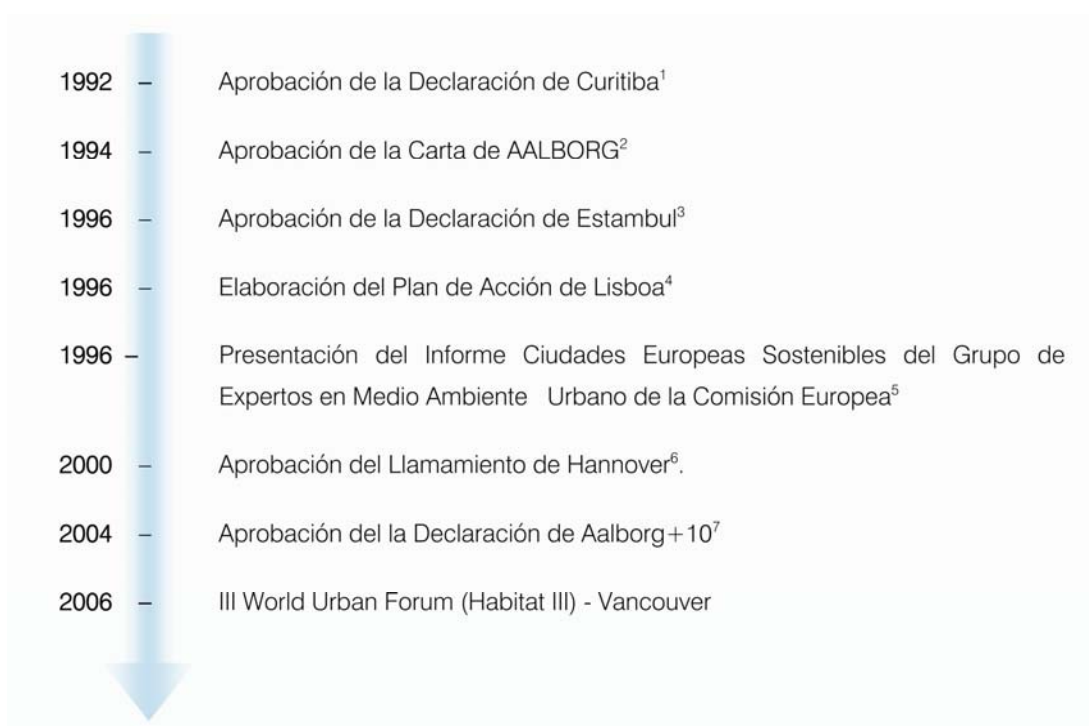 1992 – Aprobación de la Declaración de Curitiba¹
1994 – Aprobación de la Carta de AALBORG²
1996 – Aprobación de la Declaración de Estambul³
1996 – Elaboración del Plan de Acción de Lisboa⁴
1996 – Presentación del Informe Ciudades Europeas Sostenibles del Grupo de
Expertos en Medio Ambiente Urbano de la Comisión Europea⁵
2000 – Aprobación del Llamamiento de Hannover⁶.
2004 – Aprobación del la Declaración de Aalborg+10⁷
2006 – III World Urban Forum (Habitat III) - Vancouver